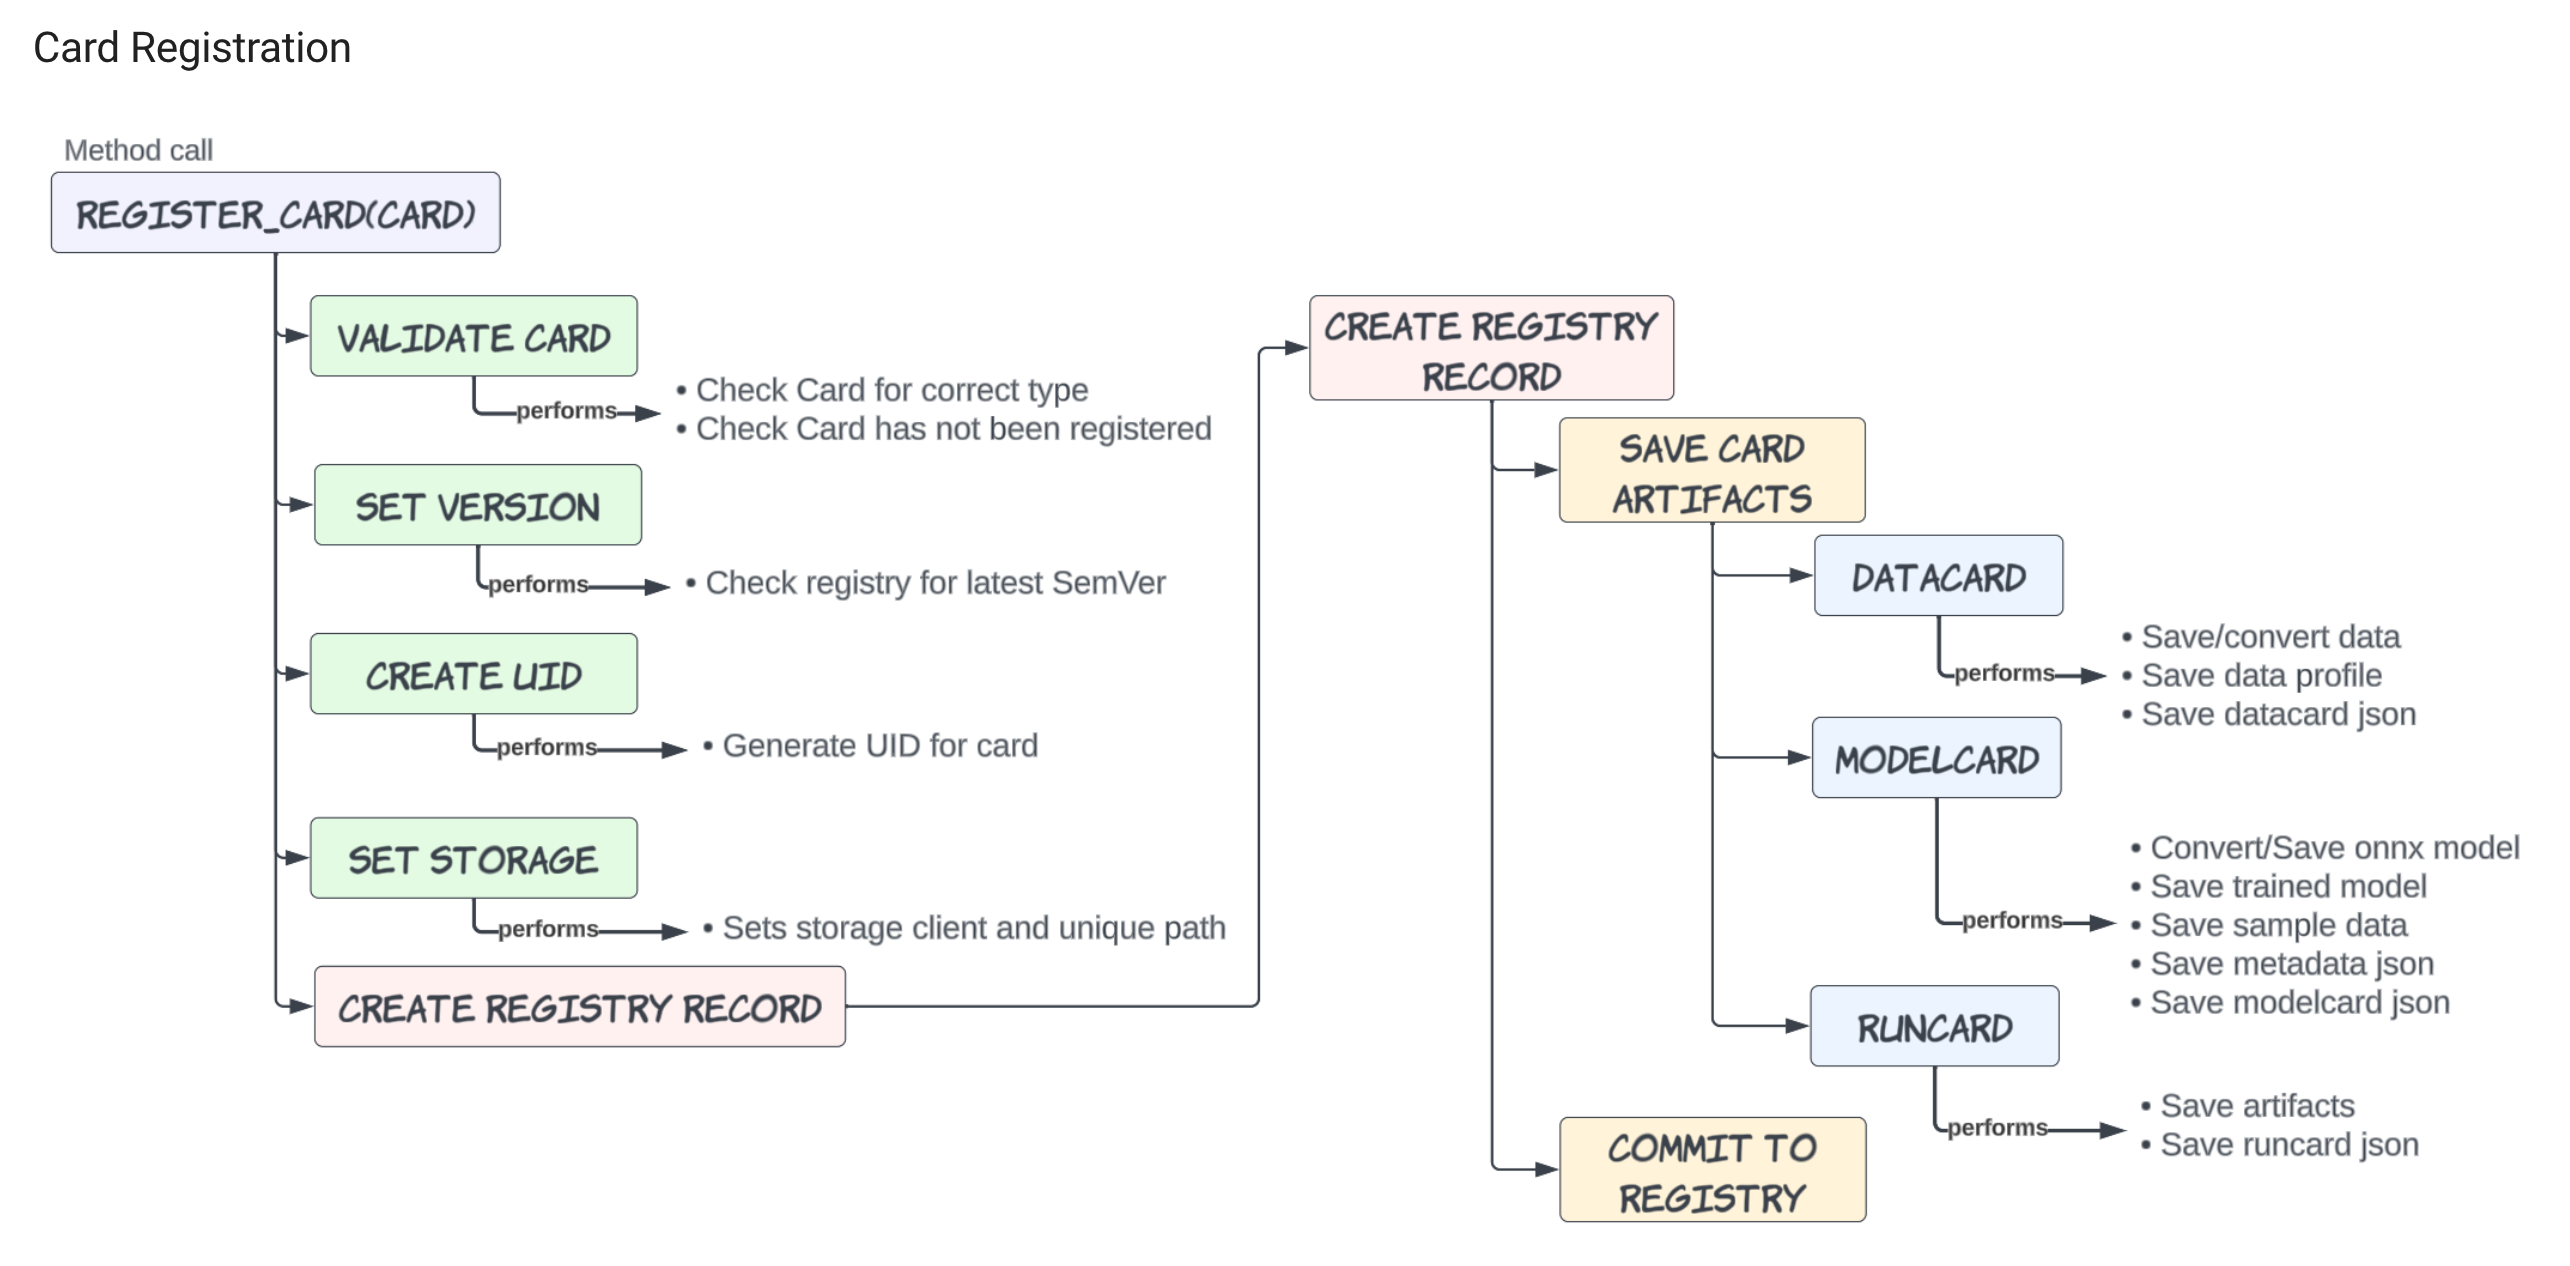 Card Registration
Method call
REGISTER_CARD(CARD)
VALIDATE CARD
performs
• Check Card for correct type
• Check Card has not been registered
SET VERSION
performs
• Check registry for latest SemVer
CREATE UID
performs
• Generate UID for card
SET STORAGE
performs
• Sets storage client and unique path
CREATE REGISTRY RECORD
CREATE REGISTRY
RECORD
SAVE CARD
ARTIFACTS
DATACARD
performs
• Save/convert data
• Save data profile
• Save datacard json
MODELCARD
performs
• Convert/Save onnx model
• Save trained model
• Save sample data
• Save metadata json
• Save modelcard json
RUNCARD
performs
• Save artifacts
• Save runcard json
COMMIT TO
REGISTRY